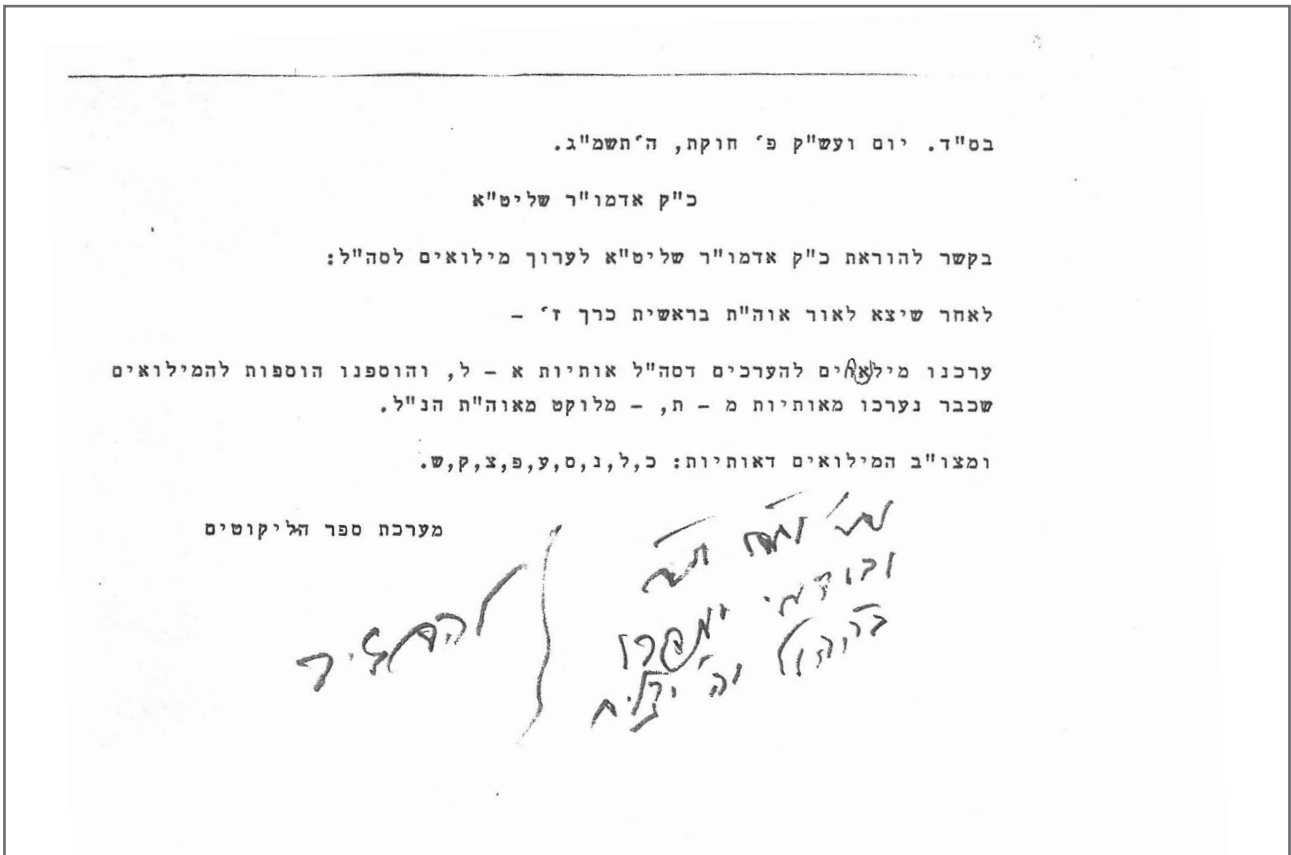 בס"ד. יום ועש"ק פ' חוקת, ה'תשמ"ג.
כ"ק אדמו"ר שליט"א
בקשר להוראת כ"ק אדמו"ר שליט"א לערוך מילואים לסה"ל:
לאחר שיצא לאור אוה"ת בראשית כרך ז' –
ערכנו מילואים להערכים דסה"ל אותיות א – ל, והוספנו הוספות להמילואים
שכבר נערכו מאותיות מ – ת, – מלוקט מאוה"ת הנ"ל.
ומצו"ב המילואים דאותיות: כ,ל,נ,ס,ע,פ,צ,ק,ש.
מערכת ספר הליקוטים
ובודאי ימסרו
וה' יצליח